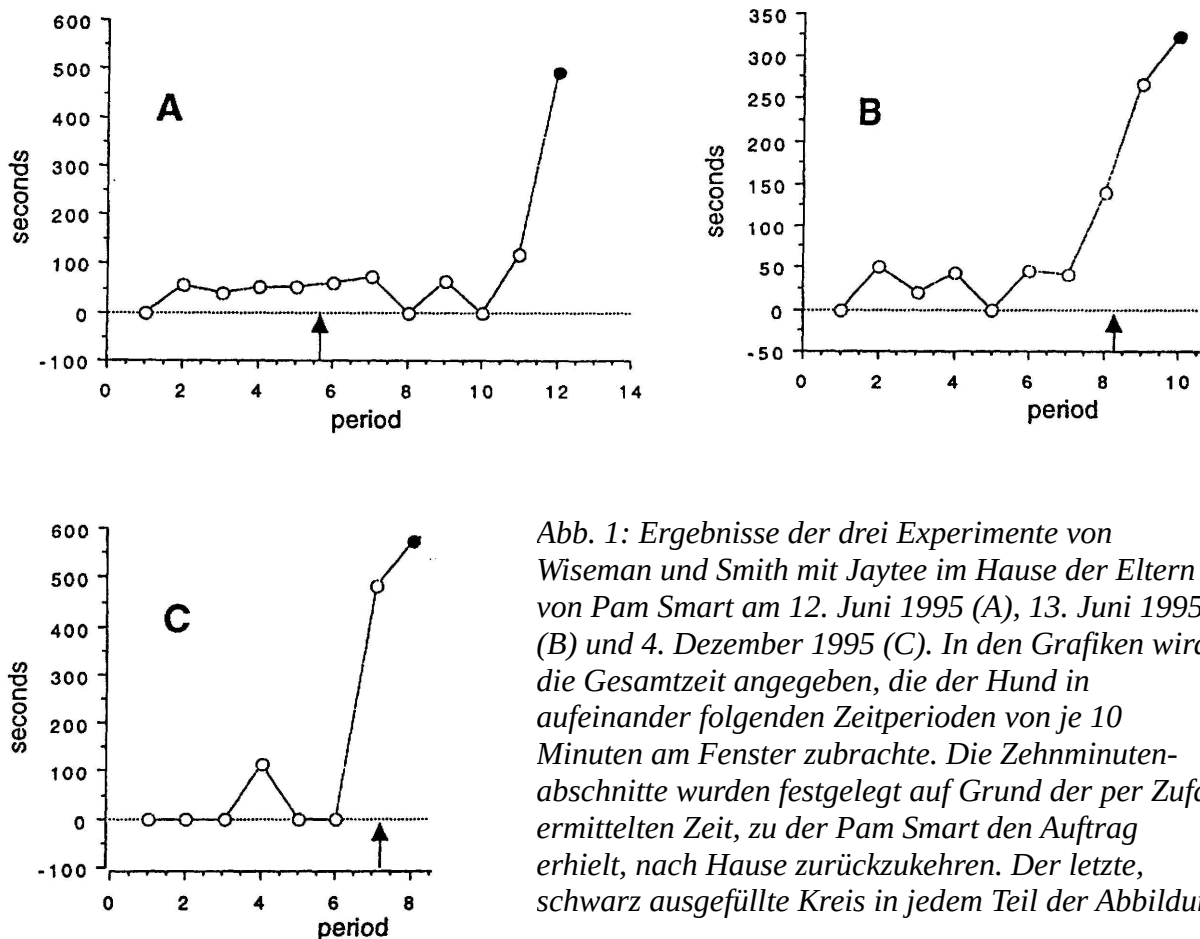 600
500
400
300
200
100
0
-100
seconds
A
0 2 4 6 8 10 12 14
period
350
300
250
200
150
100
50
0
-50
seconds
B
0 2 4 6 8 10
period
600
500
400
300
200
100
0
-100
seconds
C
0 2 4 6 8
period
Abb. 1: Ergebnisse der drei Experimente von
Wiseman und Smith mit Jaytee im Hause der Eltern
von Pam Smart am 12. Juni 1995 (A), 13. Juni 1995
(B) und 4. Dezember 1995 (C). In den Grafiken
die Gesamtzeit angegeben, die der Hund in
aufeinander folgenden Zeitperioden von je 10
Minuten am Fenster zubrachte. Die Zehnminuten-
abschnitte wurden festgelegt auf Grund der per
ermittelten Zeit, zu der Pam Smart den Auftrag
erhielt, nach Hause zurückzukehren. Der letzte,
schwarz ausgefüllte Kreis in jedem Teil der